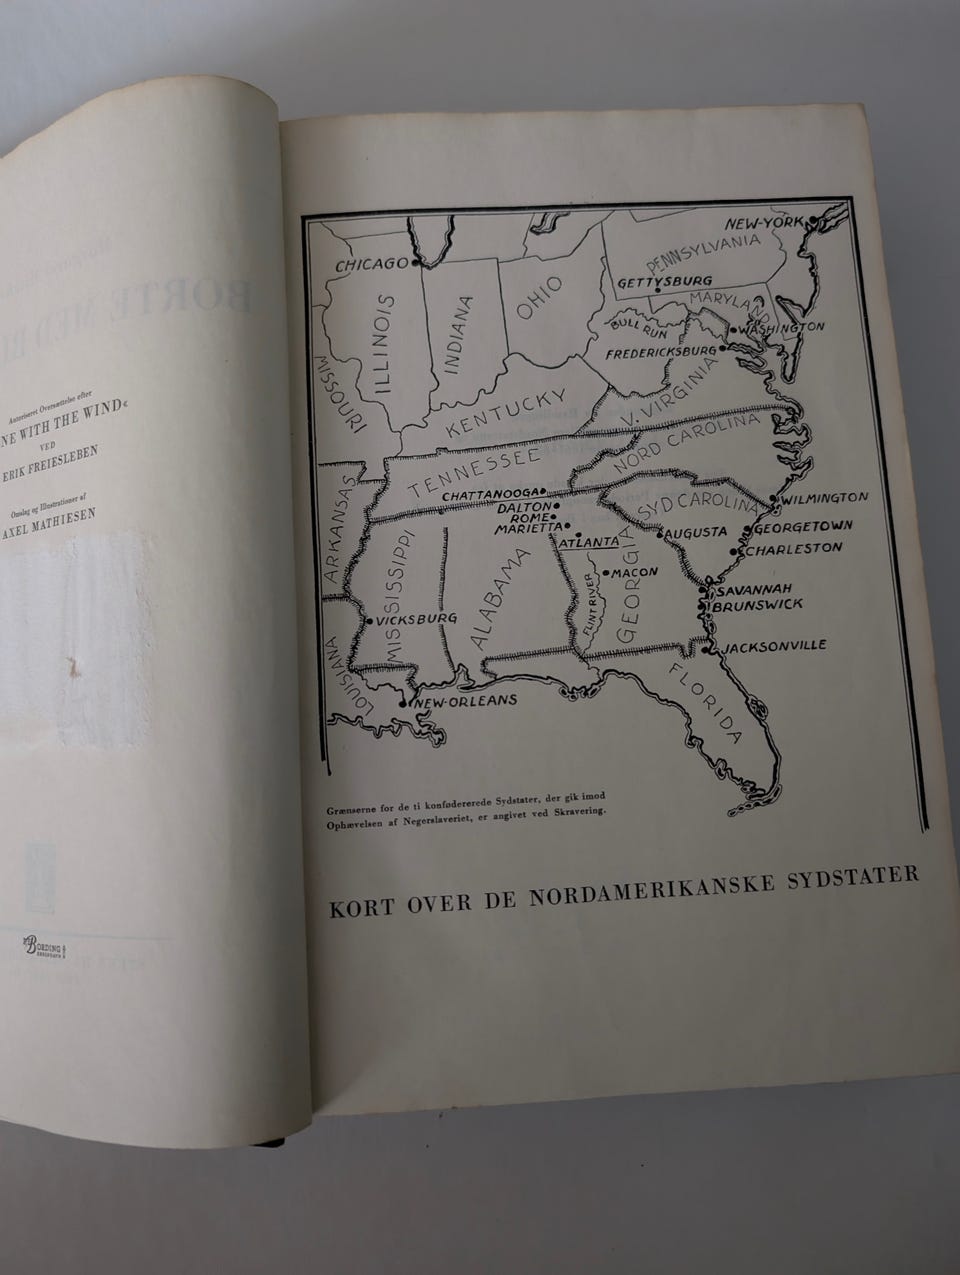 Autoriseret Oversættelse efter
NE WITH THE WIND«
VED
ERIK FREIESLEBEN
Omslag og Illustrationer af
AXEL MATHIESEN
BORDING
NEW-YORK
PENNSYLVANIA
CHICAGO
GETTYSBURG
MARYLAND
ILLINOIS
INDIANA
OHIO
BULL RUN
WASHINGTON
FREDERICKSBURG
MISSOURI
KENTUCKY
V. VIRGINIA
NORD CAROLINA
TENNESSEE
CHATTANOOGA
SYD CAROLINA
WILMINGTON
DALTON
ROME
MARIETTA
ARKANSAS
ATLANTA
AUGUSTA
GEORGETOWN
CHARLESTON
MISSISSIPPI
ALABAMA
FLINT RIVER
MACON
GEORGIA
SAVANNAH
BRUNSWICK
VICKSBURG
LOUISIANA
JACKSONVILLE
NEW-ORLEANS
FLORIDA
Grænserne for de ti konfødererede Sydstater, der gik imod
Ophævelsen af Negerslaveriet, er angivet ved Skravering.
KORT OVER DE NORDAMERIKANSKE SYDSTATER